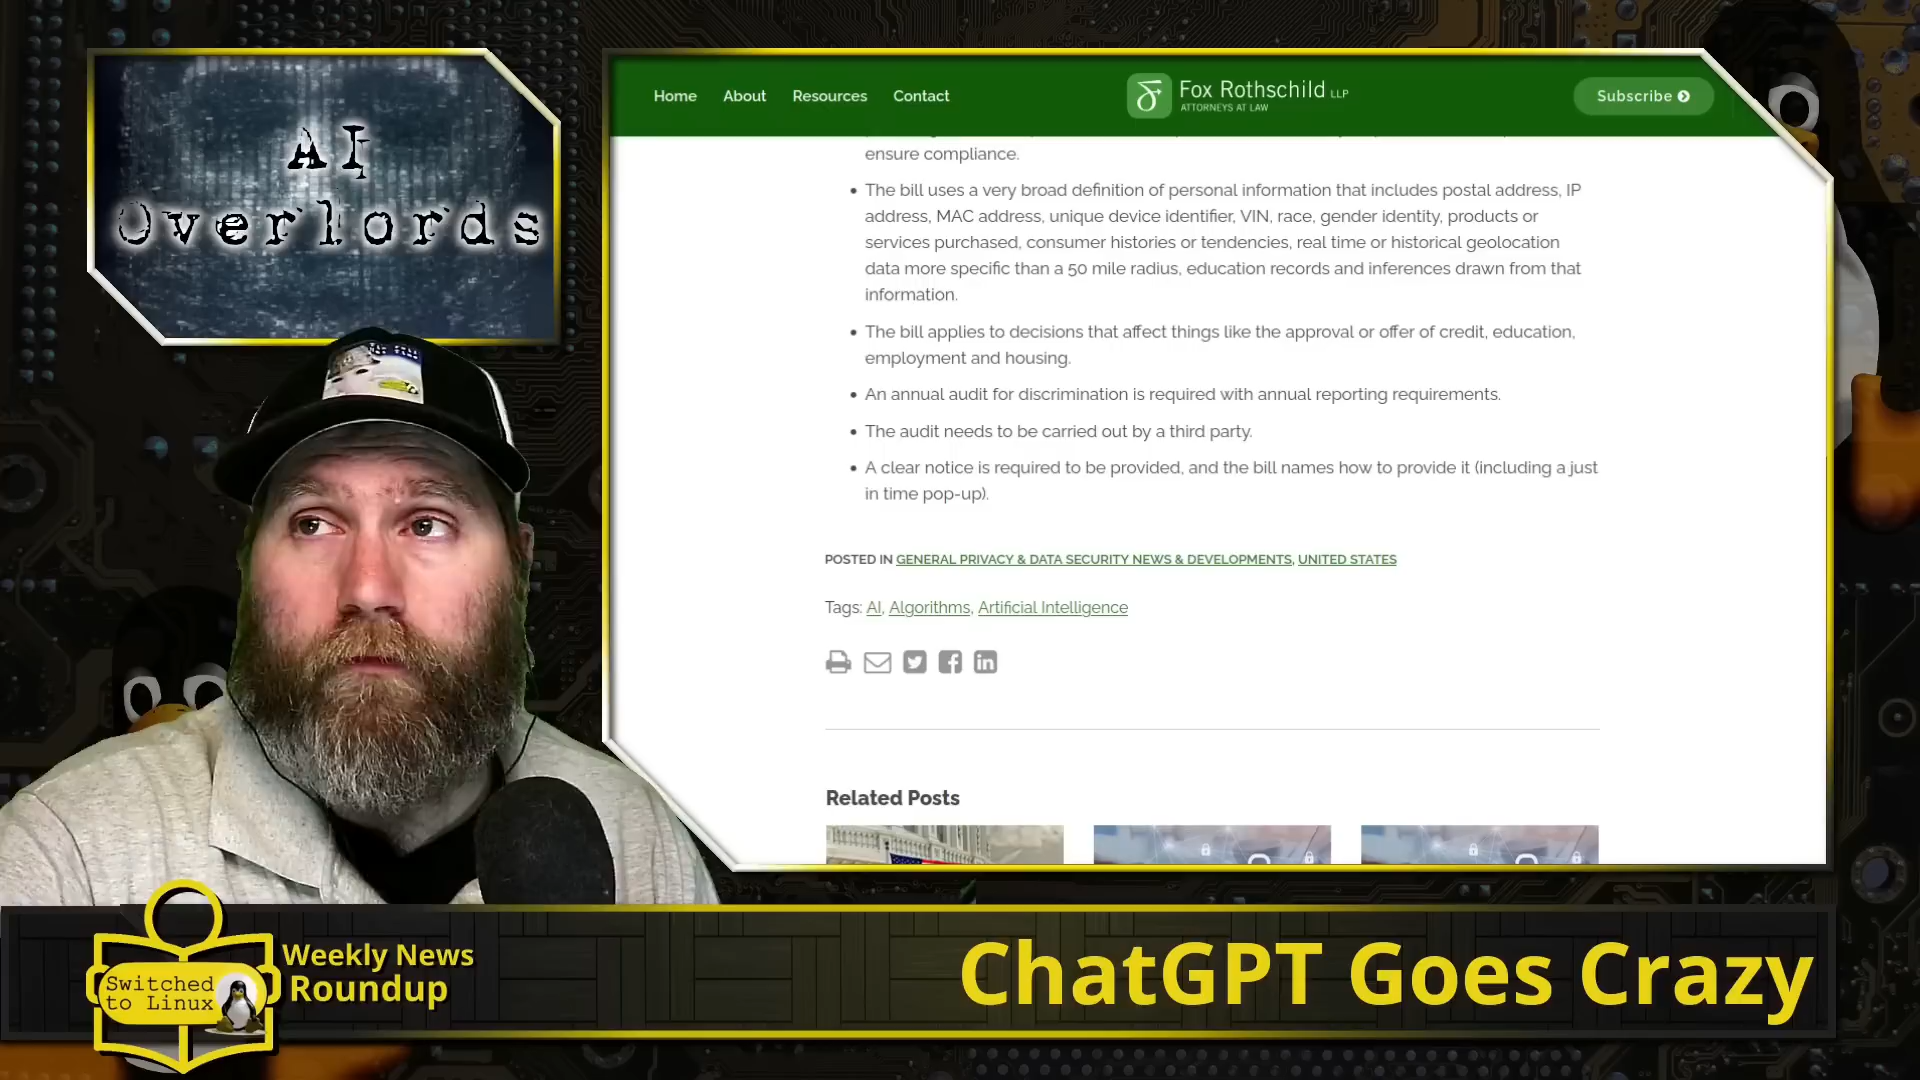 AI
Overlords
Home About Resources Contact
Fox Rothschild LLP
ATTORNEYS AT LAW
Subscribe
ensure compliance.
• The bill uses a very broad definition of personal information that includes postal address, IP
address, MAC address, unique device identifier, VIN, race, gender identity, products or
services purchased, consumer histories or tendencies, real time or historical geolocation
data more specific than a 50 mile radius, education records and inferences drawn from that
information.
• The bill applies to decisions that affect things like the approval or offer of credit, education,
employment and housing.
• An annual audit for discrimination is required with annual reporting requirements.
• The audit needs to be carried out by a third party.
• A clear notice is required to be provided, and the bill names how to provide it (including a just
in time pop-up).
POSTED IN GENERAL PRIVACY & DATA SECURITY NEWS & DEVELOPMENTS, UNITED STATES
Tags: AI, Algorithms, Artificial Intelligence
Related Posts
Switched
to Linux
Weekly News
Roundup
ChatGPT Goes Crazy